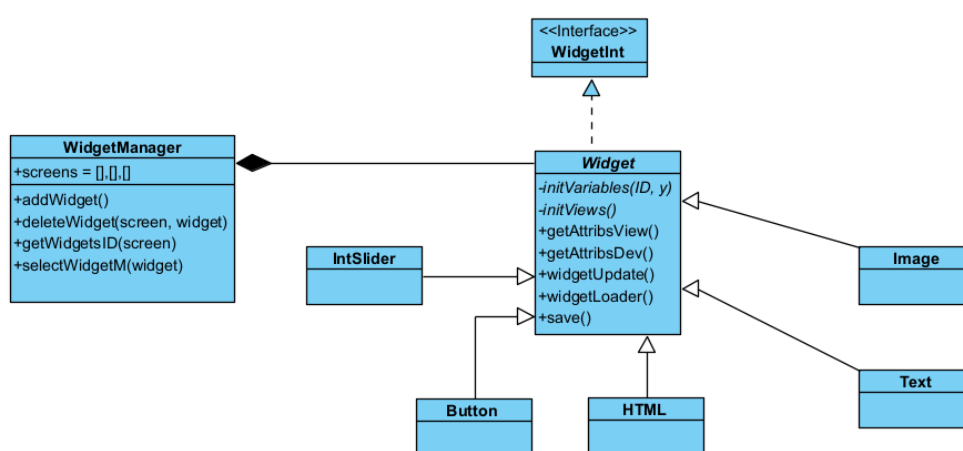 <<Interface>>
WidgetInt
WidgetManager
+screens = [],[],[]
+addWidget()
+deleteWidget(screen, widget)
+getWidgetsID(screen)
+selectWidgetM(widget)
Widget
-initVariables(ID, y)
-initViews()
+getAttribsView()
+getAttribsDev()
+widgetUpdate()
+widgetLoader()
+save()
IntSlider
Image
Button
HTML
Text